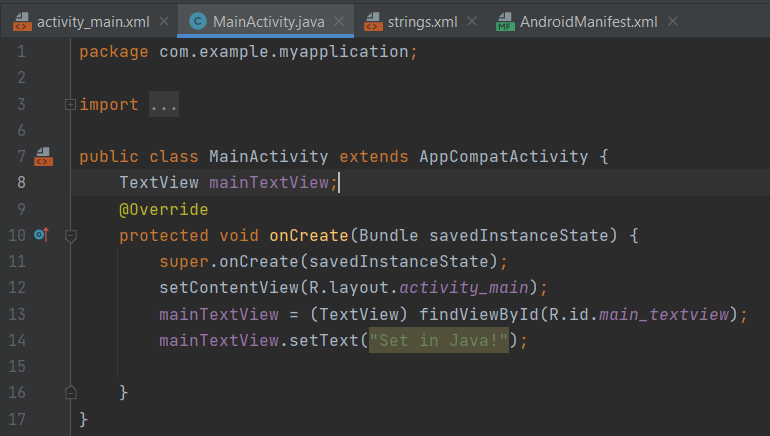 activity_main.xml MainActivity.java strings.xml AndroidManifest.xml
1 package com.example.myapplication;
2
3 import ...
6
7 public class MainActivity extends AppCompatActivity {
8 TextView mainTextView;
9 @Override
10 protected void onCreate(Bundle savedInstanceState) {
11 super.onCreate(savedInstanceState);
12 setContentView(R.layout.activity_main);
13 mainTextView = (TextView) findViewById(R.id.main_textview);
14 mainTextView.setText("Set in Java!");
15
16 }
17 }